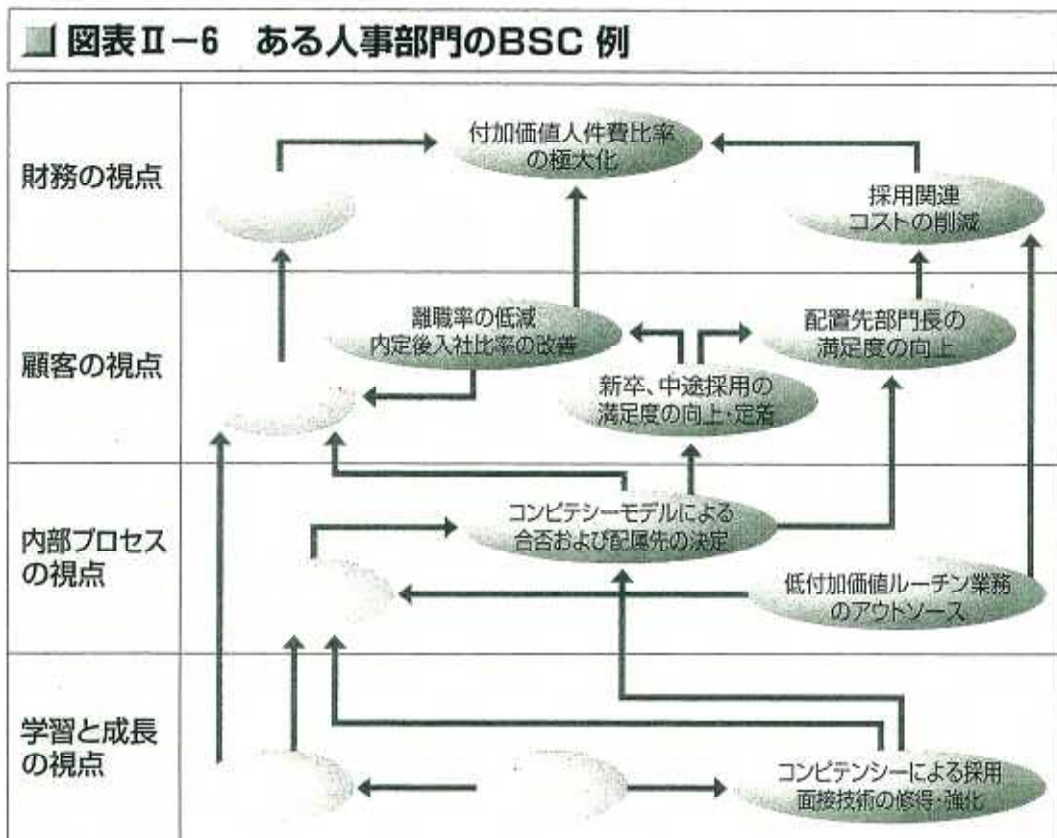 図表Ⅱ−6 ある人事部門のBSC 例
財務の視点
付加価値人件費比率
の極大化
採用関連
コストの削減
顧客の視点
離職率の低減
内定後入社比率の改善
配置先部門長の
満足度の向上
新卒、中途採用の
満足度の向上・定着
内部プロセス
の視点
コンピテシーモデルによる
合否および配属先の決定
低付加価値ルーチン業務
のアウトソース
学習と成長
の視点
コンピテンシーによる採用
面接技術の修得・強化